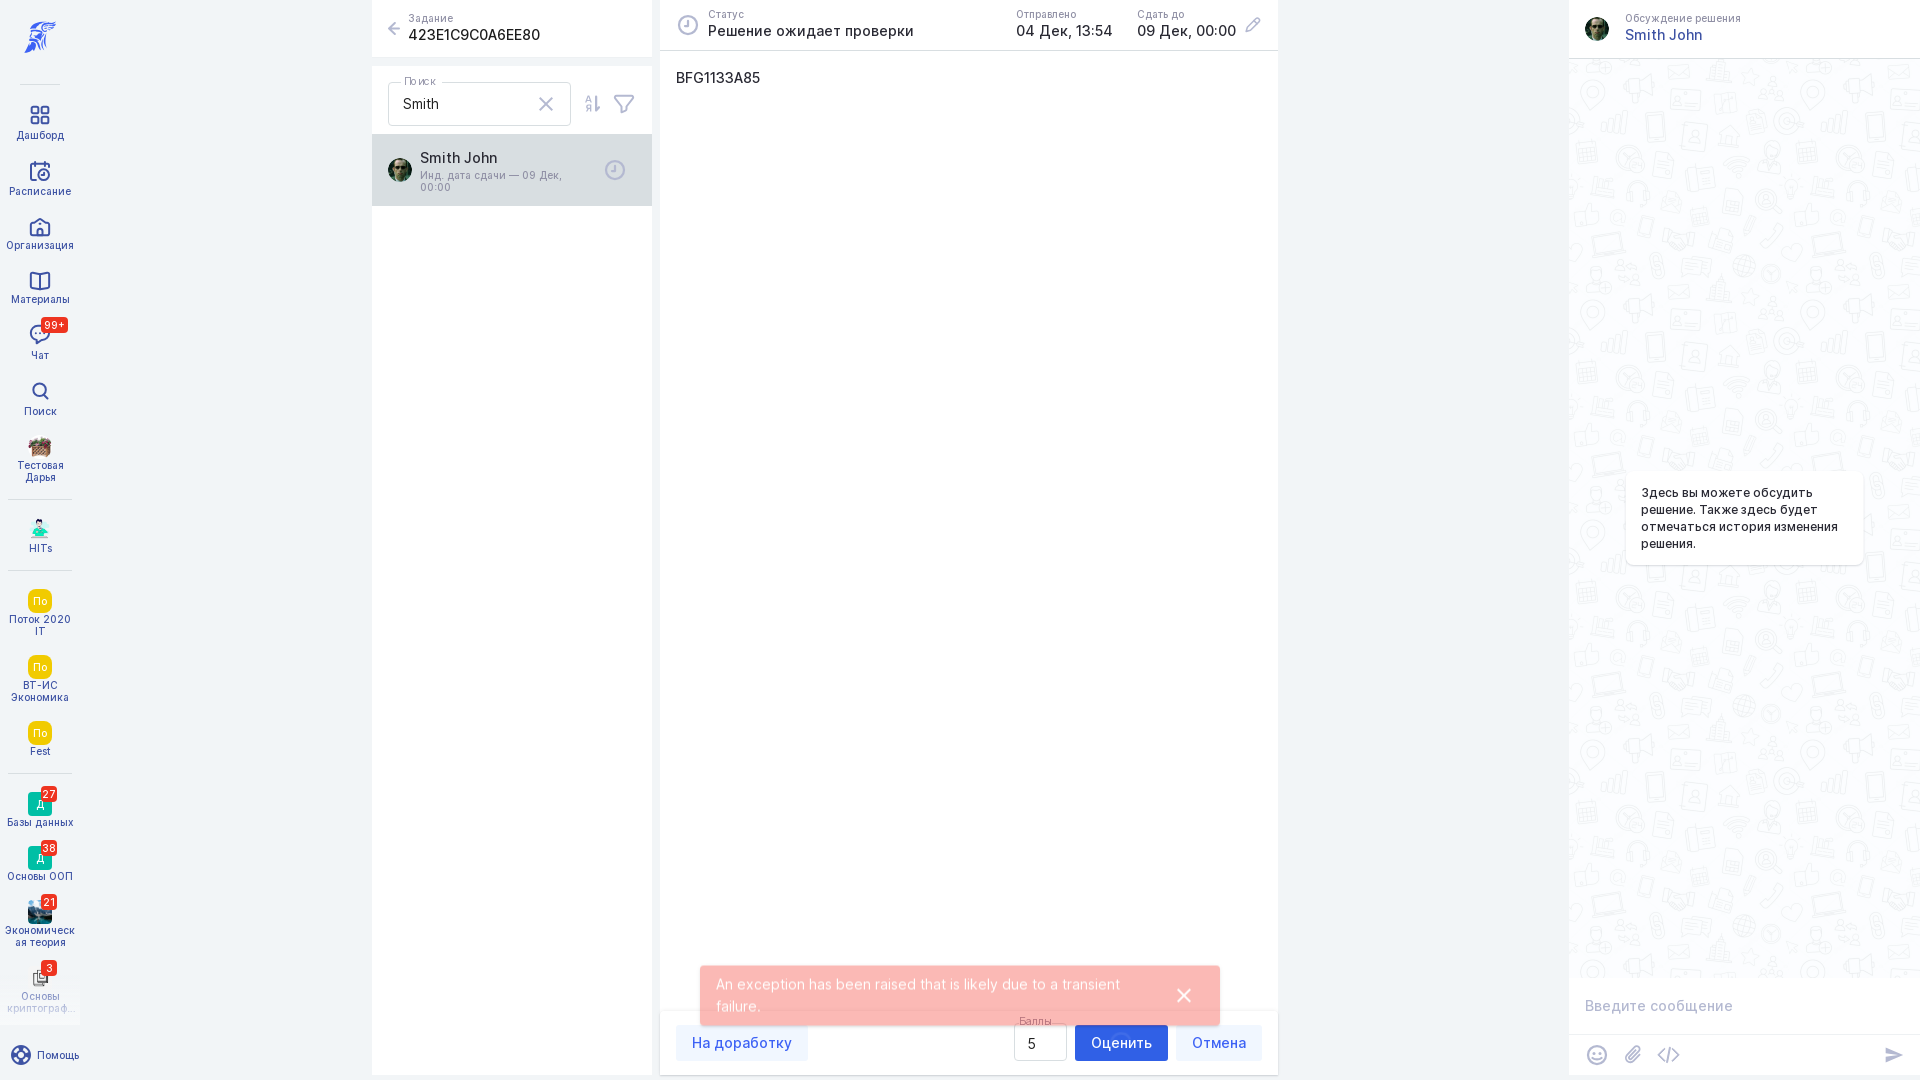 Дашборд
Расписание
Организация
Материалы
99+
Чат
Поиск
Тестовая
Дарья
HITs
По
Поток 2020
IT
По
ВТ-ИС
Экономика
По
Fest
27
Д
Базы данных
38
Д
Основы ООП
21
Экономическ
ая теория
3
Основы
криптограф...
Помощь
Задание
423E1C9C0A6EE80
Поиск
Smith
А
Я
Smith John
Инд. дата сдачи — 09 Дек,
00:00
Статус
Решение ожидает проверки
Отправлено
04 Дек, 13:54
Сдать до
09 Дек, 00:00
BFG1133A85
An exception has been raised that is likely due to a transient
failure.
На доработку
Баллы
5
Оценить
Отмена
Обсуждение решения
Smith John
Здесь вы можете обсудить
решение. Также здесь будет
отмечаться история изменения
решения.
Введите сообщение